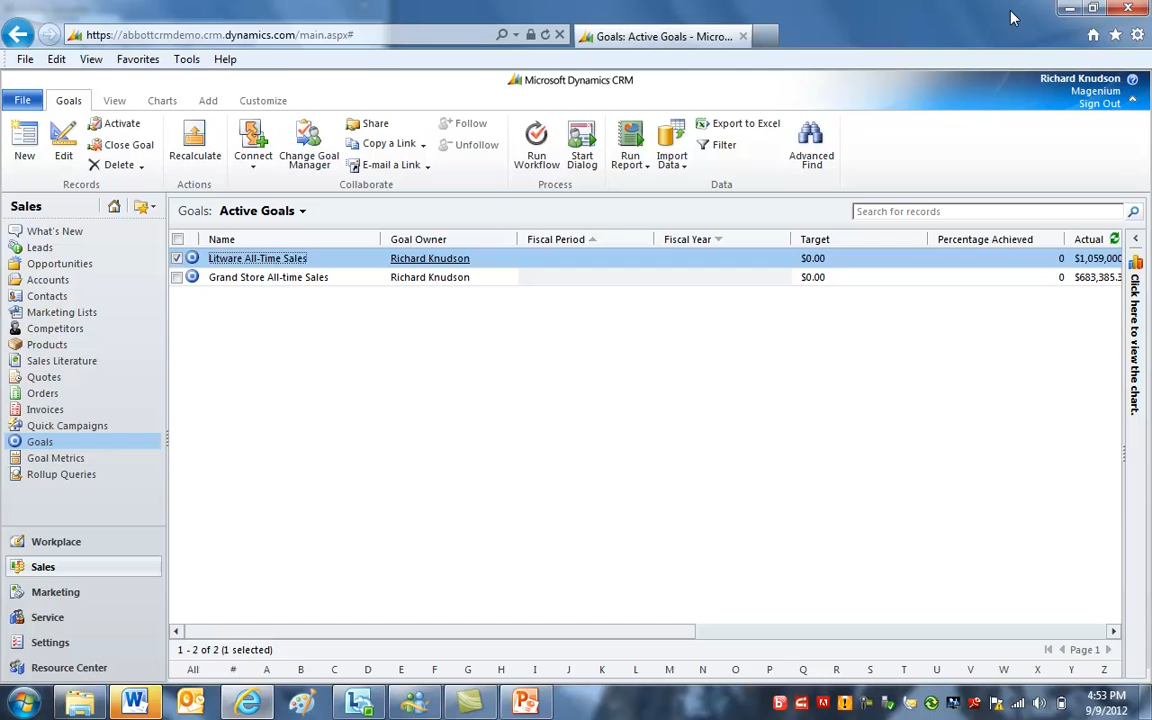 https://abbottcrmdemo.crm.dynamics.com/main.aspx#
Goals: Active Goals - Micro...
File Edit View Favorites Tools Help
Microsoft Dynamics CRM
Richard Knudson
Magenium
Sign Out
File Goals View Charts Add Customize
New
Edit
Activate
Close Goal
Delete
Records
Recalculate
Actions
Connect
Change Goal Manager
Share
Copy a Link
E-mail a Link
Collaborate
Follow
Unfollow
Run Workflow
Start Dialog
Process
Run Report
Import Data
Export to Excel
Filter
Advanced Find
Data
Sales
What's New
Leads
Opportunities
Accounts
Contacts
Marketing Lists
Competitors
Products
Sales Literature
Quotes
Orders
Invoices
Quick Campaigns
Goals
Goal Metrics
Rollup Queries
Workplace
Sales
Marketing
Service
Settings
Resource Center
Goals: Active Goals
Search for records
Name Goal Owner Fiscal Period Fiscal Year Target Percentage Achieved Actual
Litware All-Time Sales Richard Knudson $0.00 0 $1,059,000
Grand Store All-time Sales Richard Knudson $0.00 0 $683,385.3
Click here to view the chart.
1 - 2 of 2 (1 selected)
Page 1
All # A B C D E F G H I J K L M N O P Q R S T U V W X Y Z
4:53 PM
9/9/2012